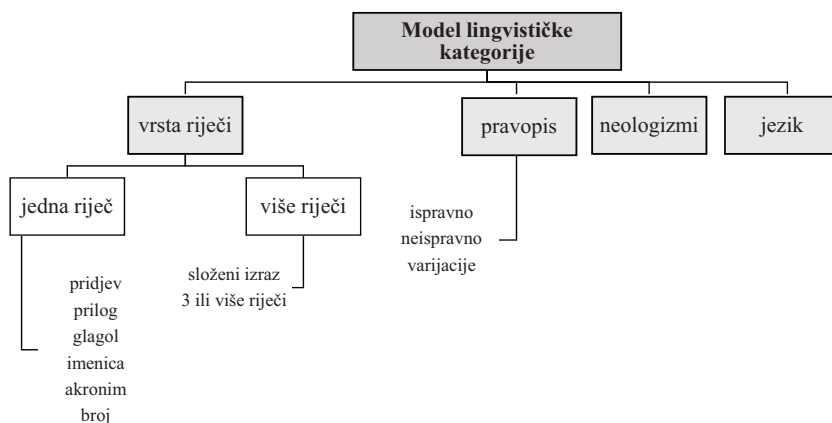 Model lingvističke
kategorije
vrsta riječi
pravopis
neologizmi
jezik
jedna riječ
više riječi
ispravno
neispravno
varijacije
složeni izraz
3 ili više riječi
pridjev
prilog
glagol
imenica
akronim
broj